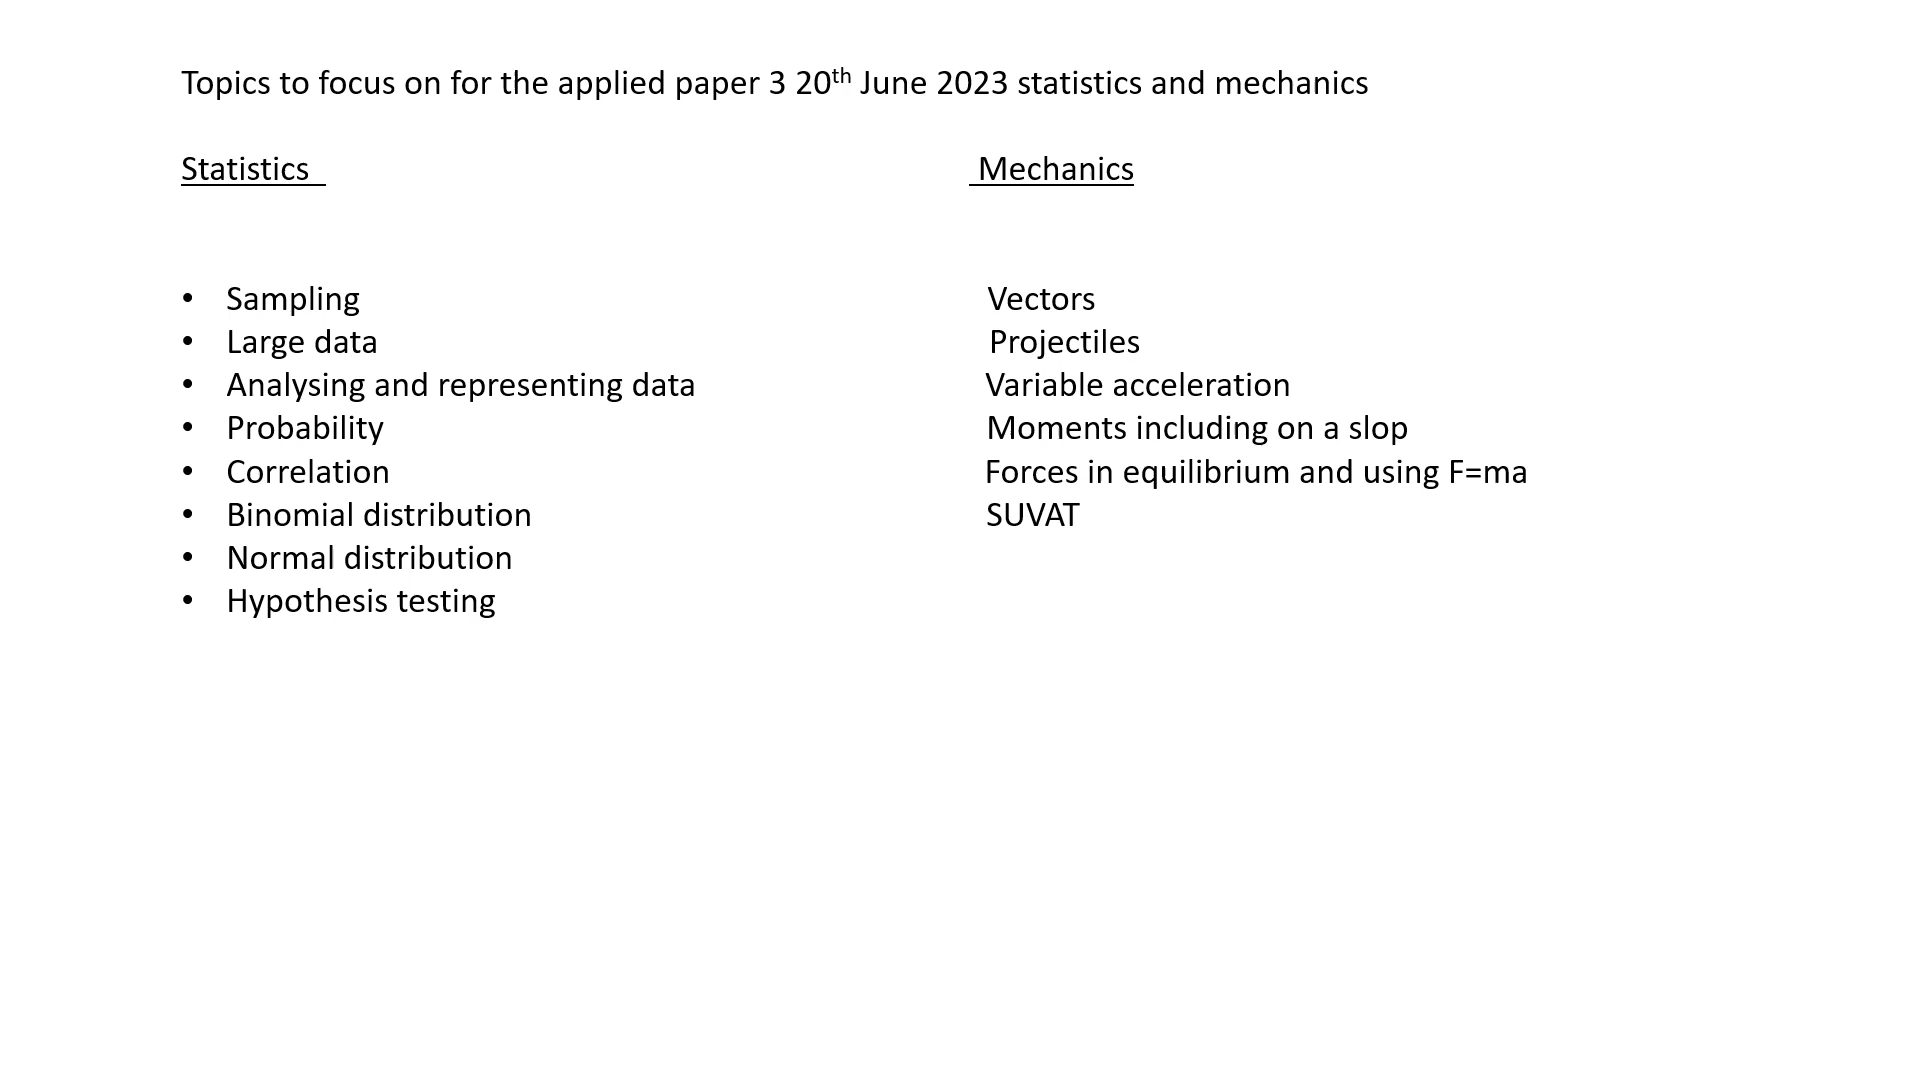 Topics to focus on for the applied paper 3 20th June 2023 statistics and mechanics
Statistics Mechanics
• Sampling Vectors
• Large data Projectiles
• Analysing and representing data Variable acceleration
• Probability Moments including on a slop
• Correlation Forces in equilibrium and using F=ma
• Binomial distribution SUVAT
• Normal distribution
• Hypothesis testing